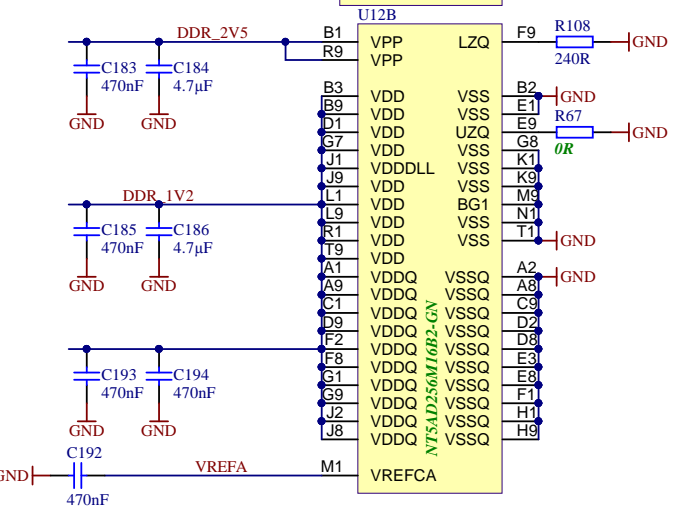 U12B
DDR_2V5
B1 VPP LZQ F9 R108 GND
R9 VPP 240R
C183 C184
470nF 4.7µF
GND GND
B3 VDD VSS B2 GND
B9 VDD VSS E1
D1 VDD UZQ E9 R67 GND
G7 VDD VSS G8 0R
J1 VDDDLL VSS K1
J9 VDD VSS K9
DDR_1V2
L1 VDD BG1 M9
L9 VDD VSS N1
R1 VDD VSS T1 GND
T9 VDD
C185 C186
470nF 4.7µF
GND GND
A1 VDDQ VSSQ A2 GND
A9 VDDQ VSSQ A8
C1 VDDQ VSSQ C9
D9 VDDQ VSSQ D2
F2 VDDQ VSSQ D8
F8 VDDQ VSSQ E3
G1 VDDQ VSSQ E8
G9 VDDQ VSSQ F1
J2 VDDQ VSSQ H1
J8 VDDQ VSSQ H9
NT5AD256M16B2-GN
C193 C194
470nF 470nF
GND GND
C192
GND VREFA M1 VREFCA
470nF